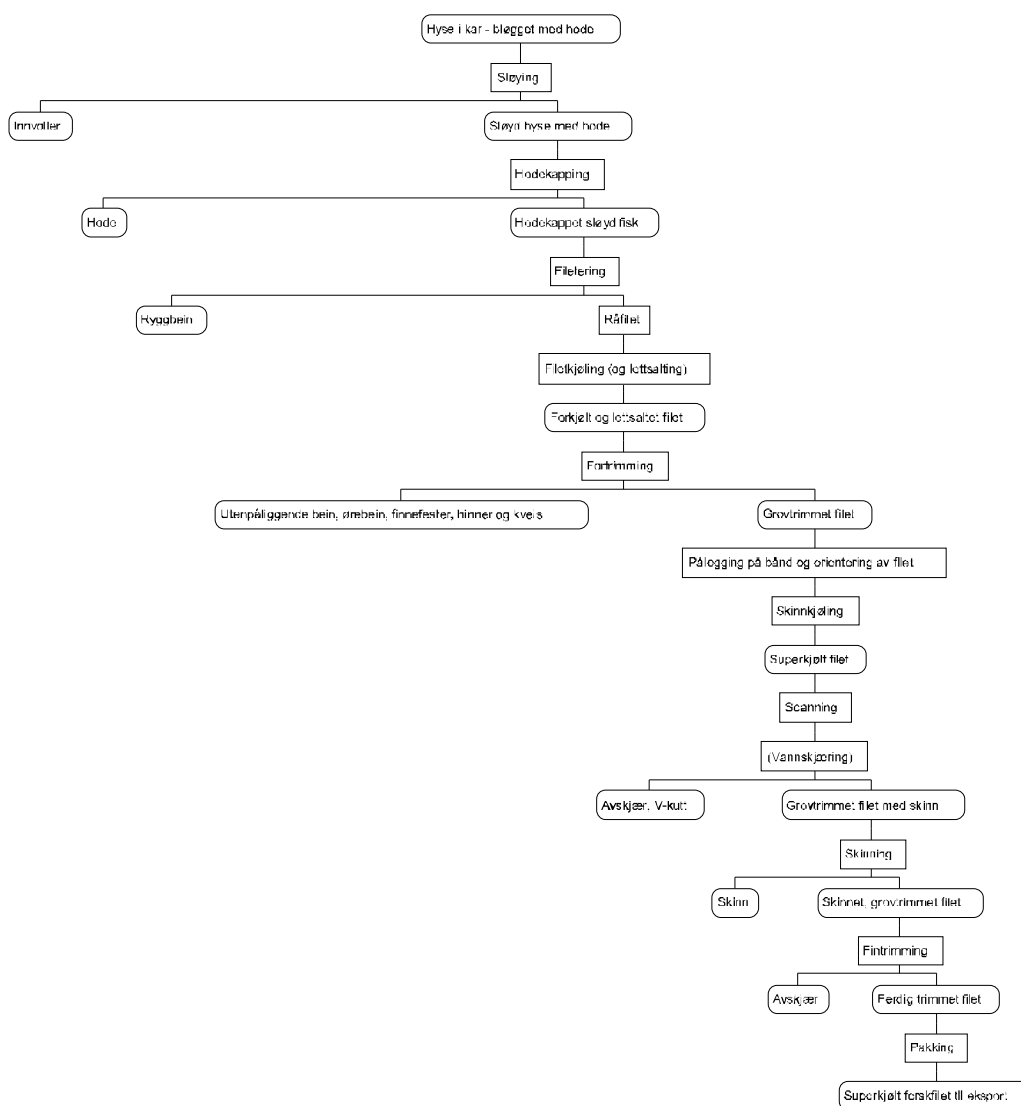 Hyse i kar - bløgget med hode
Sløying
Innvoller
Sløyd hyse med hode
Hodekapping
Hode
Hodekappet sløyd fisk
Filetering
Ryggbein
Råfilet
Filetkjøling (og lettsalting)
Forkjølt og lettsaltet filet
Fortrimming
Utenpåliggende bein, ørebein, finnefester, hinner og kveis
Grovtrimmet filet
Pålegging på bånd og orientering av filet
Skinnkjøling
Superkjølt filet
Scanning
(Vannskjæring)
Avskjær, V-kutt
Grovtrimmet filet med skinn
Skinning
Skinn
Skinnet, grovtrimmet filet
Fintrimming
Avskjær
Ferdig trimmet filet
Pakking
Superkjølt ferskfilet til eksport